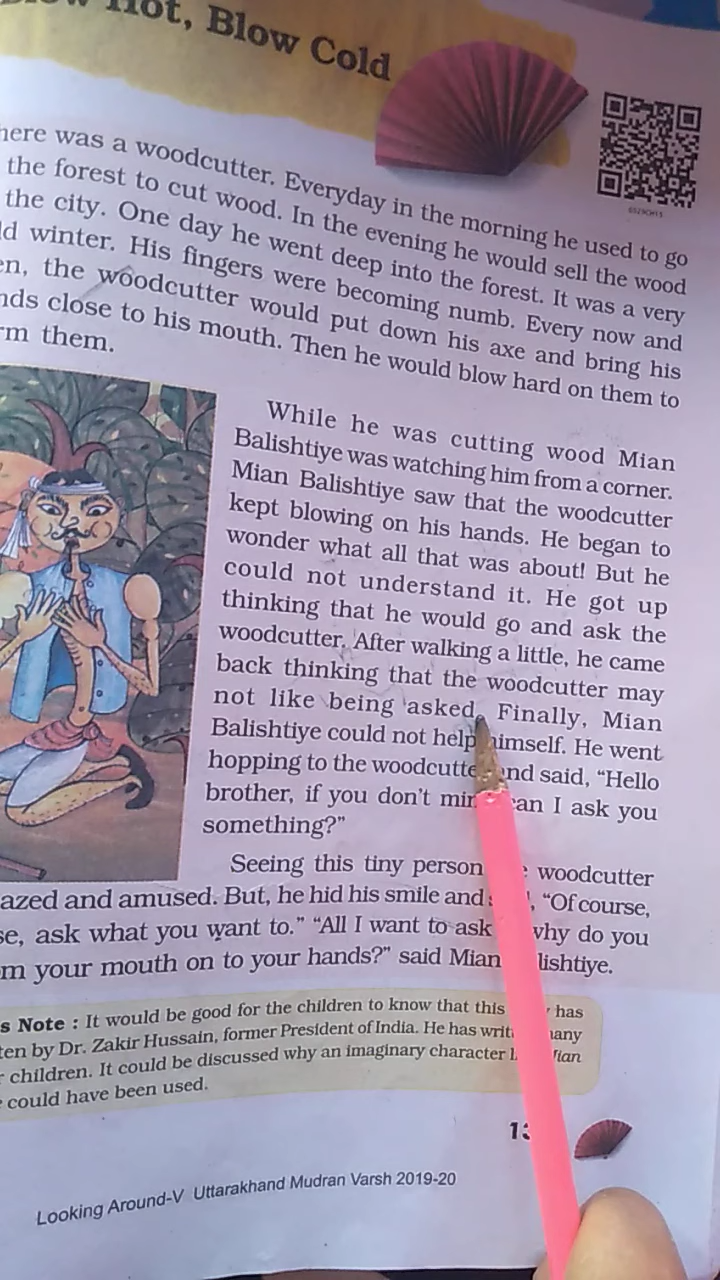 Hot, Blow Cold
here was a woodcutter. Everyday in the morning he used to go
the forest to cut wood. In the evening he would sell the wood
the city. One day he went deep into the forest. It was a very
ld winter. His fingers were becoming numb. Every now and
en, the woodcutter would put down his axe and bring his
nds close to his mouth. Then he would blow hard on them to
rm them.
While he was cutting wood Mian
Balishtiye was watching him from a corner.
Mian Balishtiye saw that the woodcutter
kept blowing on his hands. He began to
wonder what all that was about! But he
could not understand it. He got up
thinking that he would go and ask the
woodcutter. After walking a little, he came
back thinking that the woodcutter may
not like being asked. Finally, Mian
Balishtiye could not help himself. He went
hopping to the woodcutte nd said, “Hello
brother, if you don’t min can I ask you
something?”
Seeing this tiny person woodcutter
azed and amused. But, he hid his smile and “Of course,
se, ask what you want to.” “All I want to ask why do you
m your mouth on to your hands?” said Mian lishtiye.
s Note : It would be good for the children to know that this has
ten by Dr. Zakir Hussain, former President of India. He has writ any
r children. It could be discussed why an imaginary character ian
could have been used.
Looking Around-V Uttarakhand Mudran Varsh 2019-20